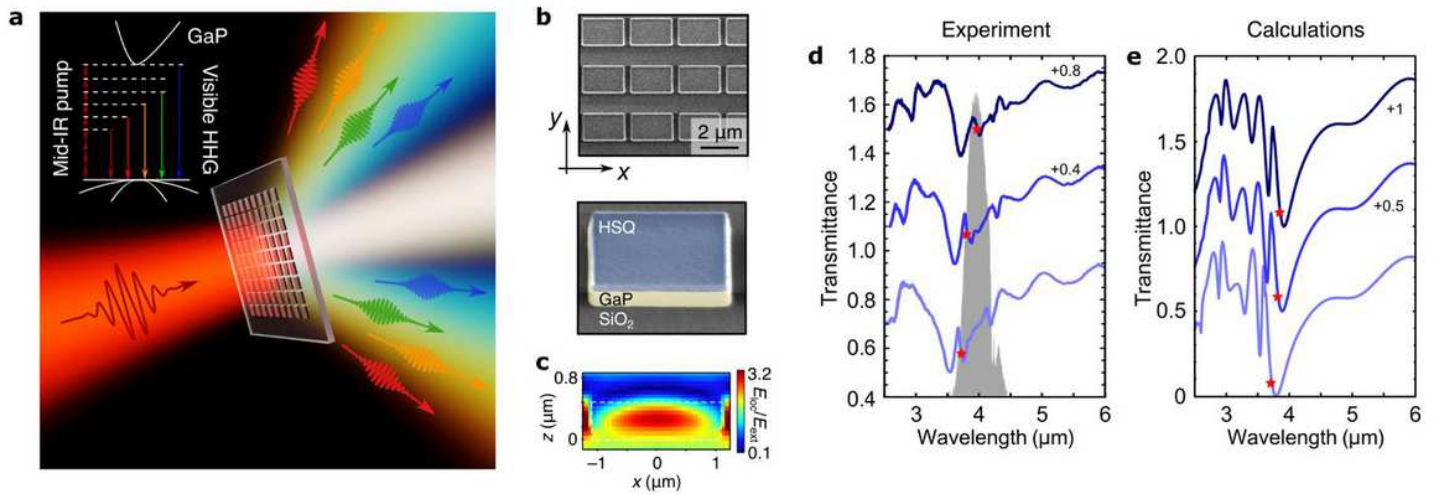 a
GaP
Mid-IR pump
Visible HHG
b
y
x
2 μm
HSQ
GaP
SiO2
c
0.8
0
z (μm)
−1
0
1
x (μm)
3.2
0.1
Eloc/Eext
Experiment
d
Transmittance
1.8
1.6
1.4
1.2
1.0
0.8
0.6
0.4
+0.8
+0.4
3
4
5
6
Wavelength (μm)
Calculations
e
Transmittance
2.0
1.5
1.0
0.5
0
+1
+0.5
3
4
5
6
Wavelength (μm)